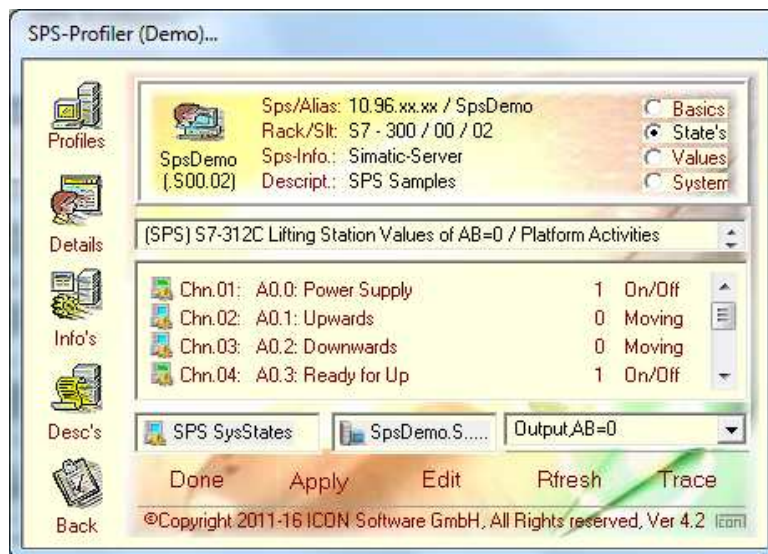 SPS-Profiler (Demo)...
Profiles
Details
Info's
Desc's
Back
SpsDemo
(.S00.02)
Sps/Alias: 10.96.xx.xx / SpsDemo
Rack/Slt: S7 - 300 / 00 / 02
Sps-Info.: Simatic-Server
Descript.: SPS Samples
Basics
State's
Values
System
(SPS) S7-312C Lifting Station Values of AB=0 / Platform Activities
Chn.01: A0.0: Power Supply 1 On/Off
Chn.02: A0.1: Upwards 0 Moving
Chn.03: A0.2: Downwards 0 Moving
Chn.04: A0.3: Ready for Up 1 On/Off
SPS SysStates
SpsDemo.S.....
Output,AB=0
Done Apply Edit Rfresh Trace
©Copyright 2011-16 ICON Software GmbH, All Rights reserved, Ver 4.2 Icon